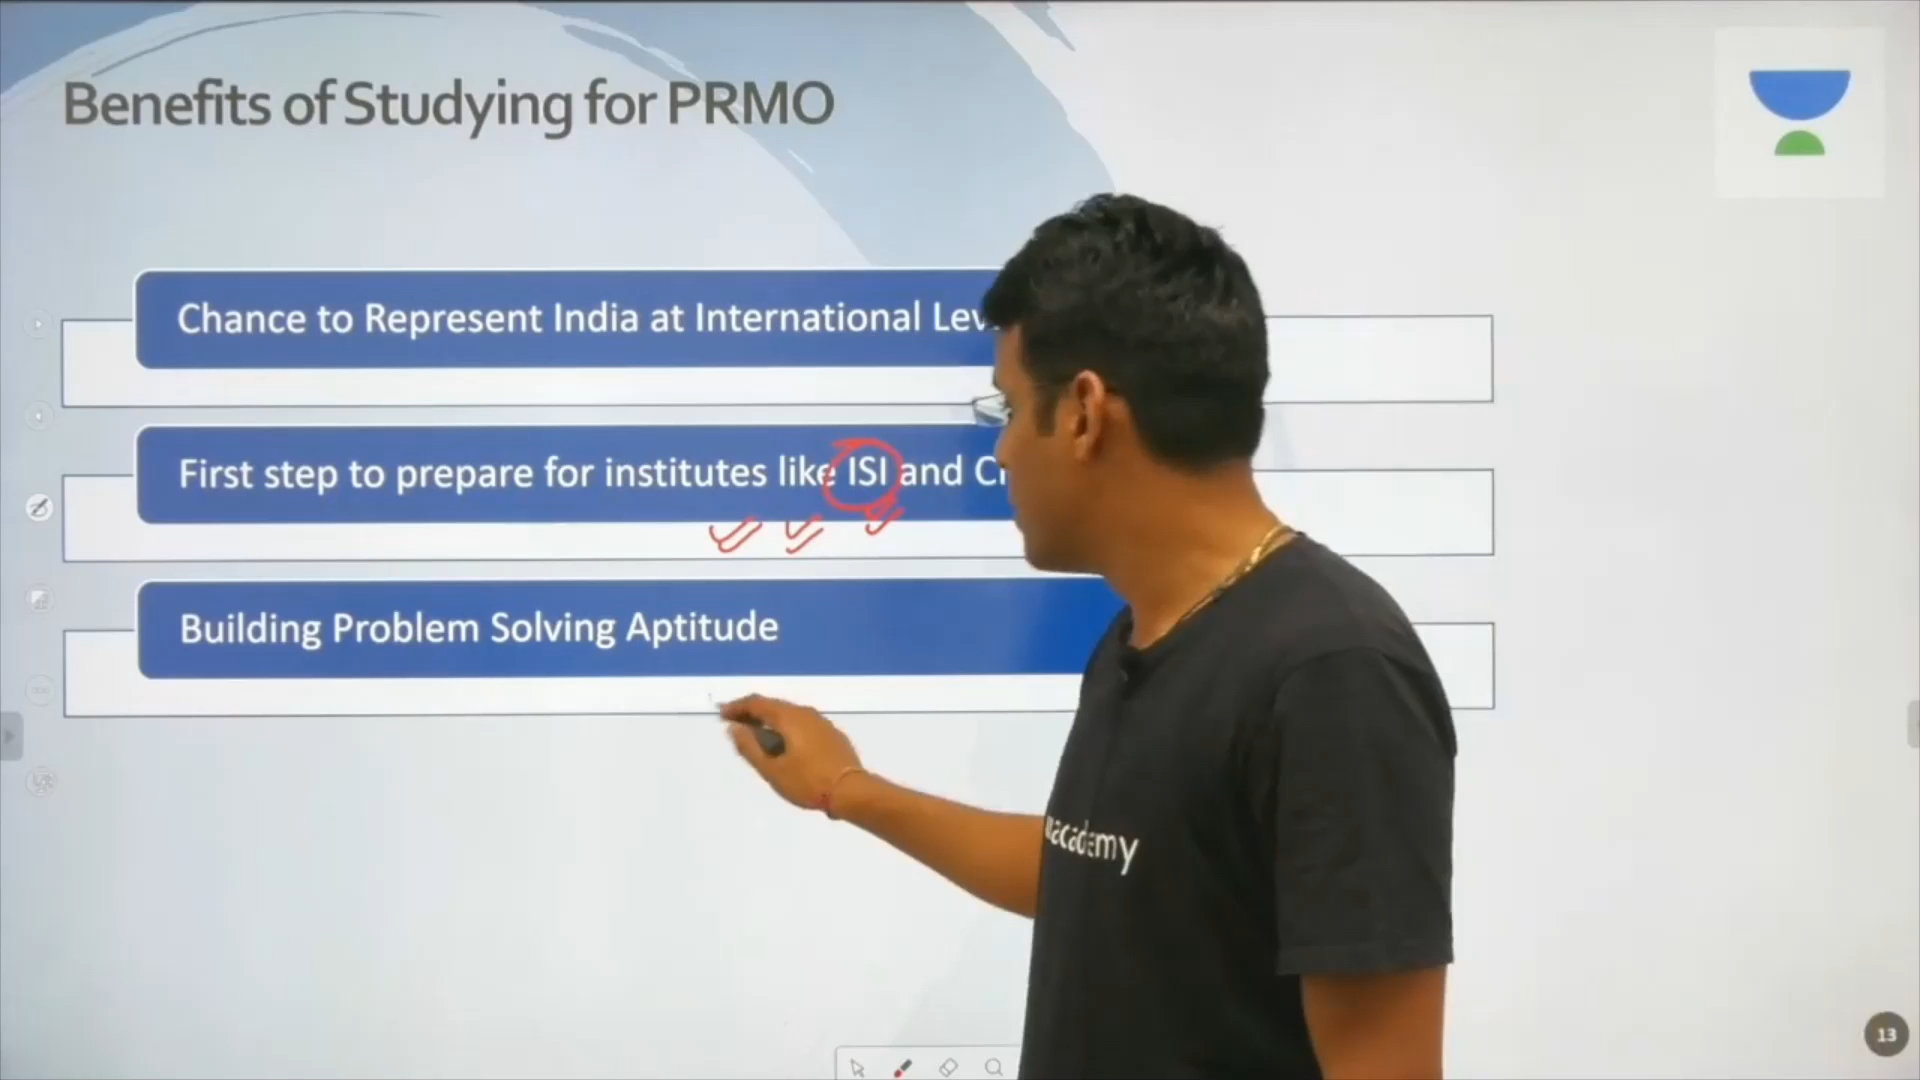 Benefits of Studying for PRMO
Chance to Represent India at International
First step to prepare for institutes like ISI and
Building Problem Solving Aptitude
academy
13